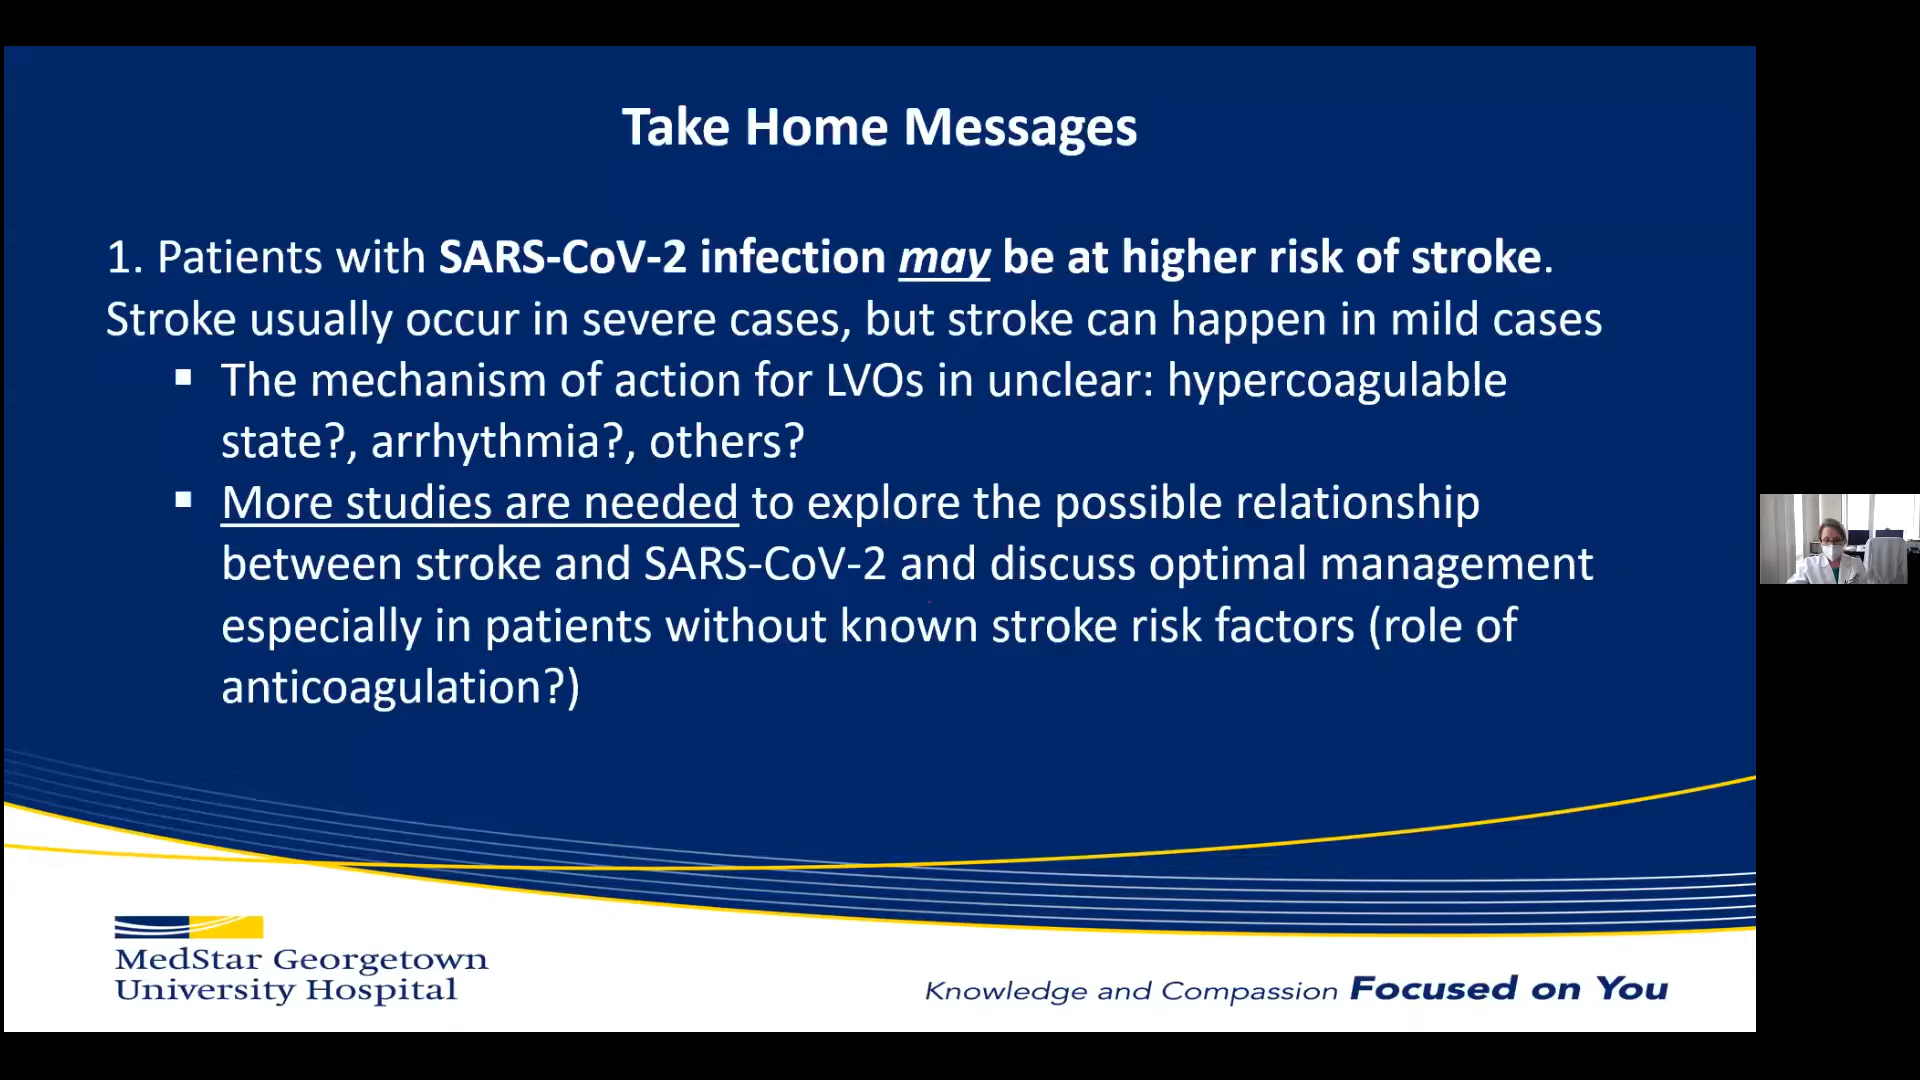 Take Home Messages
1. Patients with SARS-CoV-2 infection may be at higher risk of stroke.
Stroke usually occur in severe cases, but stroke can happen in mild cases
▪ The mechanism of action for LVOs in unclear: hypercoagulable
state?, arrhythmia?, others?
▪ More studies are needed to explore the possible relationship
between stroke and SARS-CoV-2 and discuss optimal management
especially in patients without known stroke risk factors (role of
anticoagulation?)
MedStar Georgetown
University Hospital
Knowledge and Compassion Focused on You